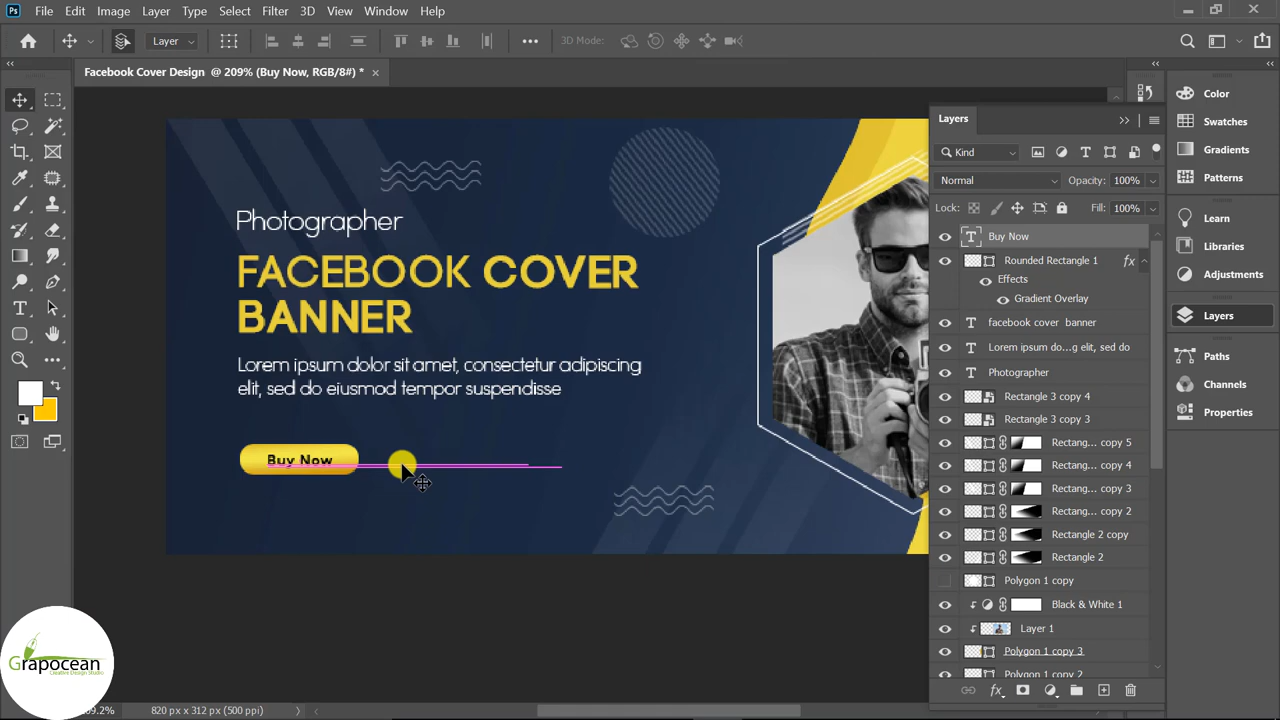 Ps File Edit Image Layer Type Select Filter 3D View Window Help
Layer 3D Mode:
Facebook Cover Design @ 209% (Buy Now, RGB/8#) * ×
Photographer
FACEBOOK COVER
BANNER
Lorem ipsum dolor sit amet, consectetur adipiscing
elit, sed do eiusmod tempor suspendisse
Buy Now
Layers
Kind
Normal Opacity: 100%
Lock: Fill: 100%
Buy Now
Rounded Rectangle 1 fx
Effects
Gradient Overlay
facebook cover banner
Lorem ipsum do...g elit, sed do
Photographer
Rectangle 3 copy 4
Rectangle 3 copy 3
Rectang... copy 5
Rectang... copy 4
Rectang... copy 3
Rectang... copy 2
Rectangle 2 copy
Rectangle 2
Polygon 1 copy
Black & White 1
Layer 1
Polygon 1 copy 3
Polygon 1 copy 2
fx
Color
Swatches
Gradients
Patterns
Learn
Libraries
Adjustments
Layers
Paths
Channels
Properties
Grapocean
Creative Design Studio
820 px x 312 px (500 ppi)